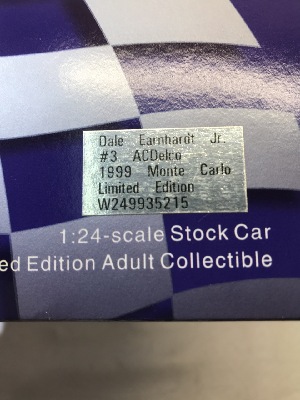 Dale Earnhardt Jr.
#3 ACDelco
1999 Monte Carlo
Limited Edition
W249935215
1:24-scale Stock Car
ed Edition Adult Collectible